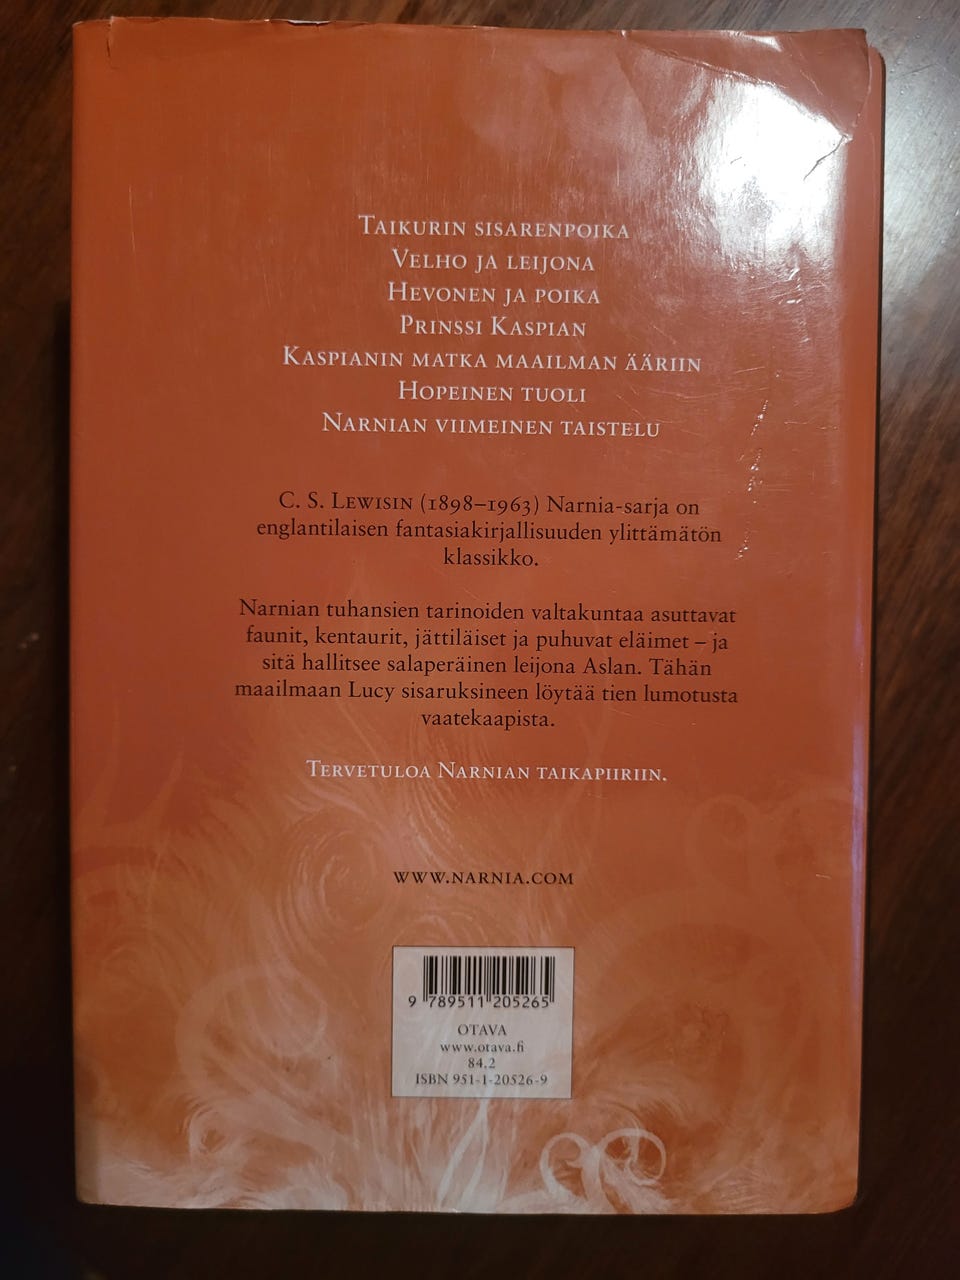 TAIKURIN SISARENPOIKA
VELHO JA LEIJONA
HEVONEN JA POIKA
PRINSSI KASPIAN
KASPIANIN MATKA MAAILMAN ÄÄRIIN
HOPEINEN TUOLI
NARNIAN VIIMEINEN TAISTELU
C. S. LEWISIN (1898–1963) Narnia-sarja on
englantilaisen fantasiakirjallisuuden ylittämätön
klassikko.
Narnian tuhansien tarinoiden valtakuntaa asuttavat
faunit, kentaurit, jättiläiset ja puhuvat eläimet – ja
sitä hallitsee salaperäinen leijona Aslan. Tähän
maailmaan Lucy sisaruksineen löytää tien lumotusta
vaatekaapista.
TERVETULOA NARNIAN TAIKAPIIRIIN.
WWW.NARNIA.COM
9 789511 205265
OTAVA
www.otava.fi
84.2
ISBN 951-1-20526-9